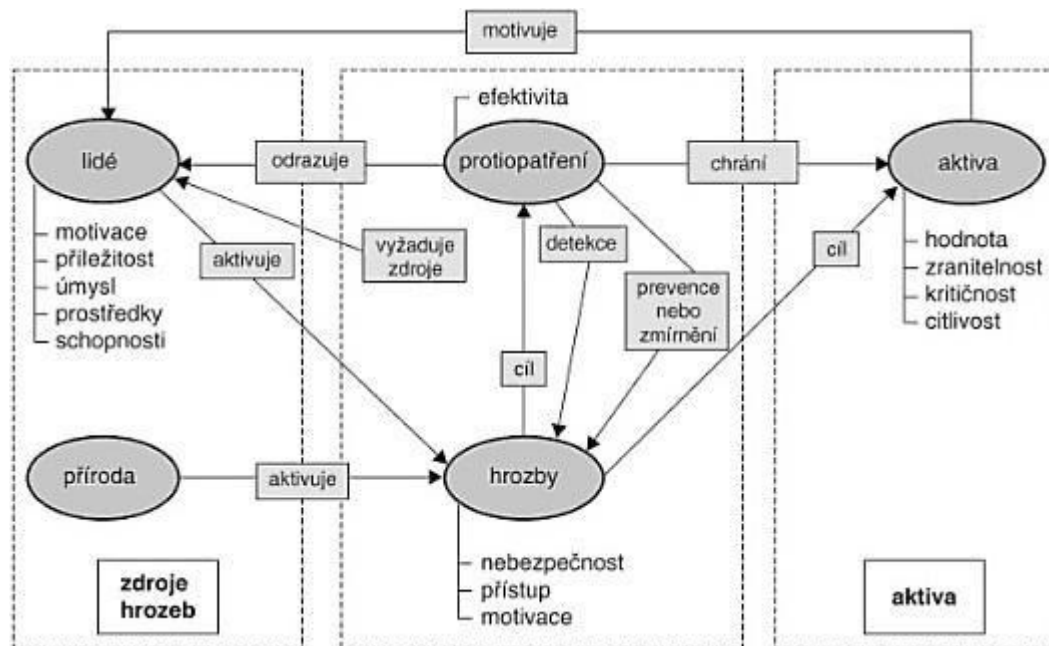 motivuje
efektivita
lidé
odrazuje
protiopatření
chrání
aktiva
motivace
příležitost
úmysl
prostředky
schopnosti
aktivuje
vyžaduje
zdroje
detekce
prevence
nebo
zmírnění
cíl
hodnota
zranitelnost
kritičnost
citlivost
cíl
příroda
aktivuje
hrozby
nebezpečnost
přístup
motivace
zdroje
hrozeb
aktiva